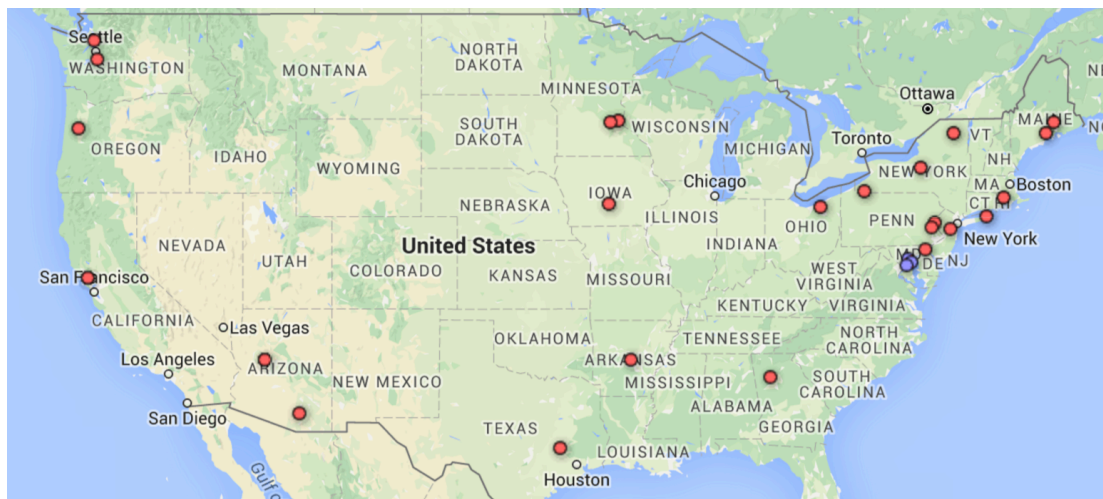 Seattle
WASHINGTON
MONTANA
NORTH
DAKOTA
MINNESOTA
Ottawa
MAINE
OREGON
IDAHO
SOUTH
DAKOTA
WISCONSIN
MICHIGAN
Toronto
VT
NH
WYOMING
NEW YORK
IOWA
Chicago
MA
Boston
CT
RI
NEBRASKA
ILLINOIS
OHIO
PENN
New York
NEVADA
United States
INDIANA
MD
DE
NJ
UTAH
COLORADO
KANSAS
MISSOURI
WEST
VIRGINIA
San Francisco
KENTUCKY
VIRGINIA
CALIFORNIA
Las Vegas
OKLAHOMA
TENNESSEE
NORTH
CAROLINA
Los Angeles
ARIZONA
NEW MEXICO
ARKANSAS
MISSISSIPPI
SOUTH
CAROLINA
San Diego
ALABAMA
TEXAS
GEORGIA
LOUISIANA
Houston
Gulf